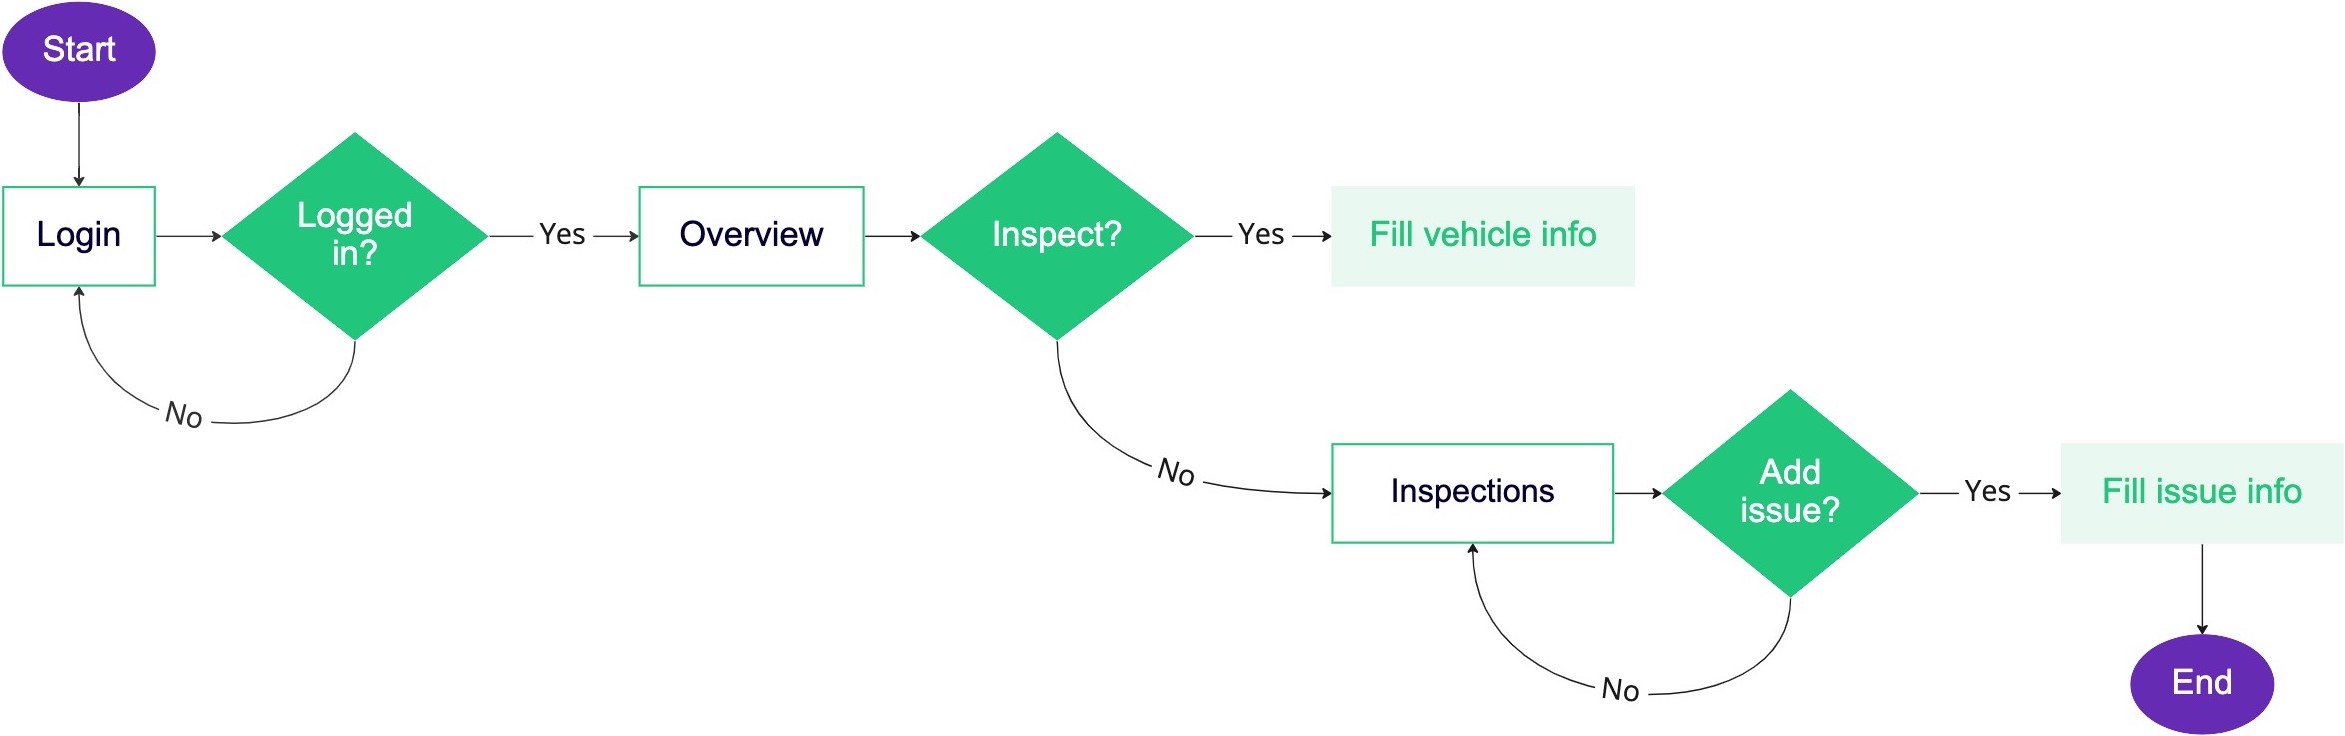 Start
Login
Logged
in?
Yes
Overview
Inspect?
Yes
Fill vehicle info
No
No
Inspections
Add
issue?
Yes
Fill issue info
No
End